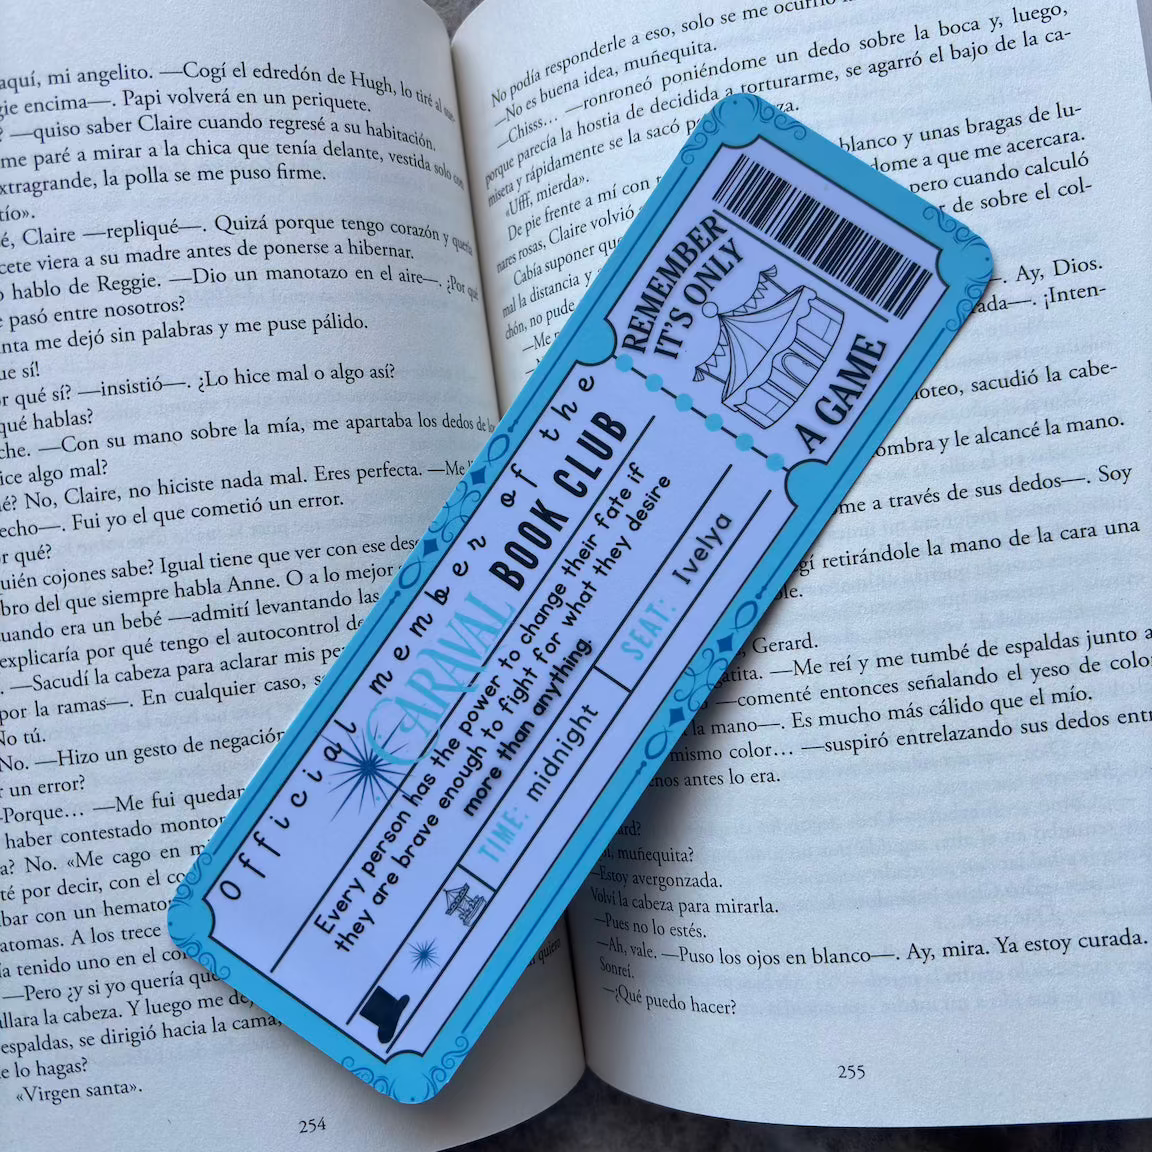 aquí, mi angelito. —Cogí el edredón de Hugh, lo tiré al
gie encima—. Papi volverá en un periquete.
? —quiso saber Claire cuando regresé a su habitación.
me paré a mirar a la chica que tenía delante, vestida solo con
xtragrande, la polla se me puso firme.
tío».
é, Claire —repliqué—. Quizá porque tengo corazón y quería
cete viera a su madre antes de ponerse a hibernar.
o hablo de Reggie. —Dio un manotazo en el aire—. ¿Por qué
e pasó entre nosotros?
nta me dejó sin palabras y me puse pálido.
ue sí!
r qué sí? —insistió—. ¿Lo hice mal o algo así?
qué hablas?
che. —Con su mano sobre la mía, me apartaba los dedos de
ice algo mal?
é? No, Claire, no hiciste nada mal. Eres perfecta. —Me
echo—. Fui yo el que cometió un error.
r qué?
uién cojones sabe? Igual tiene que ver con ese
bro del que siempre habla Anne. O a lo mejor
uando era un bebé —admití levantando las
explicaría por qué tengo el autocontrol
. —Sacudí la cabeza para aclarar mis
por la ramas—. En cualquier caso,
No tú.
No. —Hizo un gesto de negación
r un error?
-Porque… —Me fui
haber contestado
a? No. «Me cago en
té por decir, con el
bar con un
atomas. A los trece
ía tenido uno en el
—Pero ¿y si yo quería que
llara la cabeza. Y luego me
espaldas, se dirigió hacia la cama,
e lo hagas?
«Virgen santa».
254
No podía responderle a eso, solo se me
—No es buena idea, muñequita.
—Chisss… —ronroneó poniéndome un dedo sobre la boca y, luego,
porque parecía la hostia de decidida a torturarme, se agarró el bajo de la ca-
miseta y rápidamente se la sacó
blanco y unas bragas de lu-
«Ufff, mierda».
dome a que me acercara.
De pie frente a mí con
pero cuando calculó
nares rosas, Claire volvió
de sobre el col-
Cabía suponer
mal la distancia y
chón, no pude
—. Ay, Dios.
—. ¡Inten-
sacudió la cabe-
y le alcancé la mano.
me a través de sus dedos—. Soy
retirándole la mano de la cara una
Gerard.
—Me reí y me tumbé de espaldas junto a
—comenté entonces señalando el yeso de
la mano—. Es mucho más cálido que el mío.
mismo color… —suspiró entrelazando sus dedos
antes lo era.
muñequita?
—Estoy avergonzada.
Volví la cabeza para mirarla.
—Pues no lo estés.
—Ah, vale. —Puso los ojos en blanco—. Ay, mira. Ya estoy curada.
Sonreí.
—¿Qué puedo hacer?
255
Official member of the
CARAVAL BOOK CLUB
Every person has the power to change their fate if
they are brave enough to fight for what they desire
more than anything.
TIME: midnight
SEAT: Ivelya
REMEMBER
IT'S ONLY
A GAME